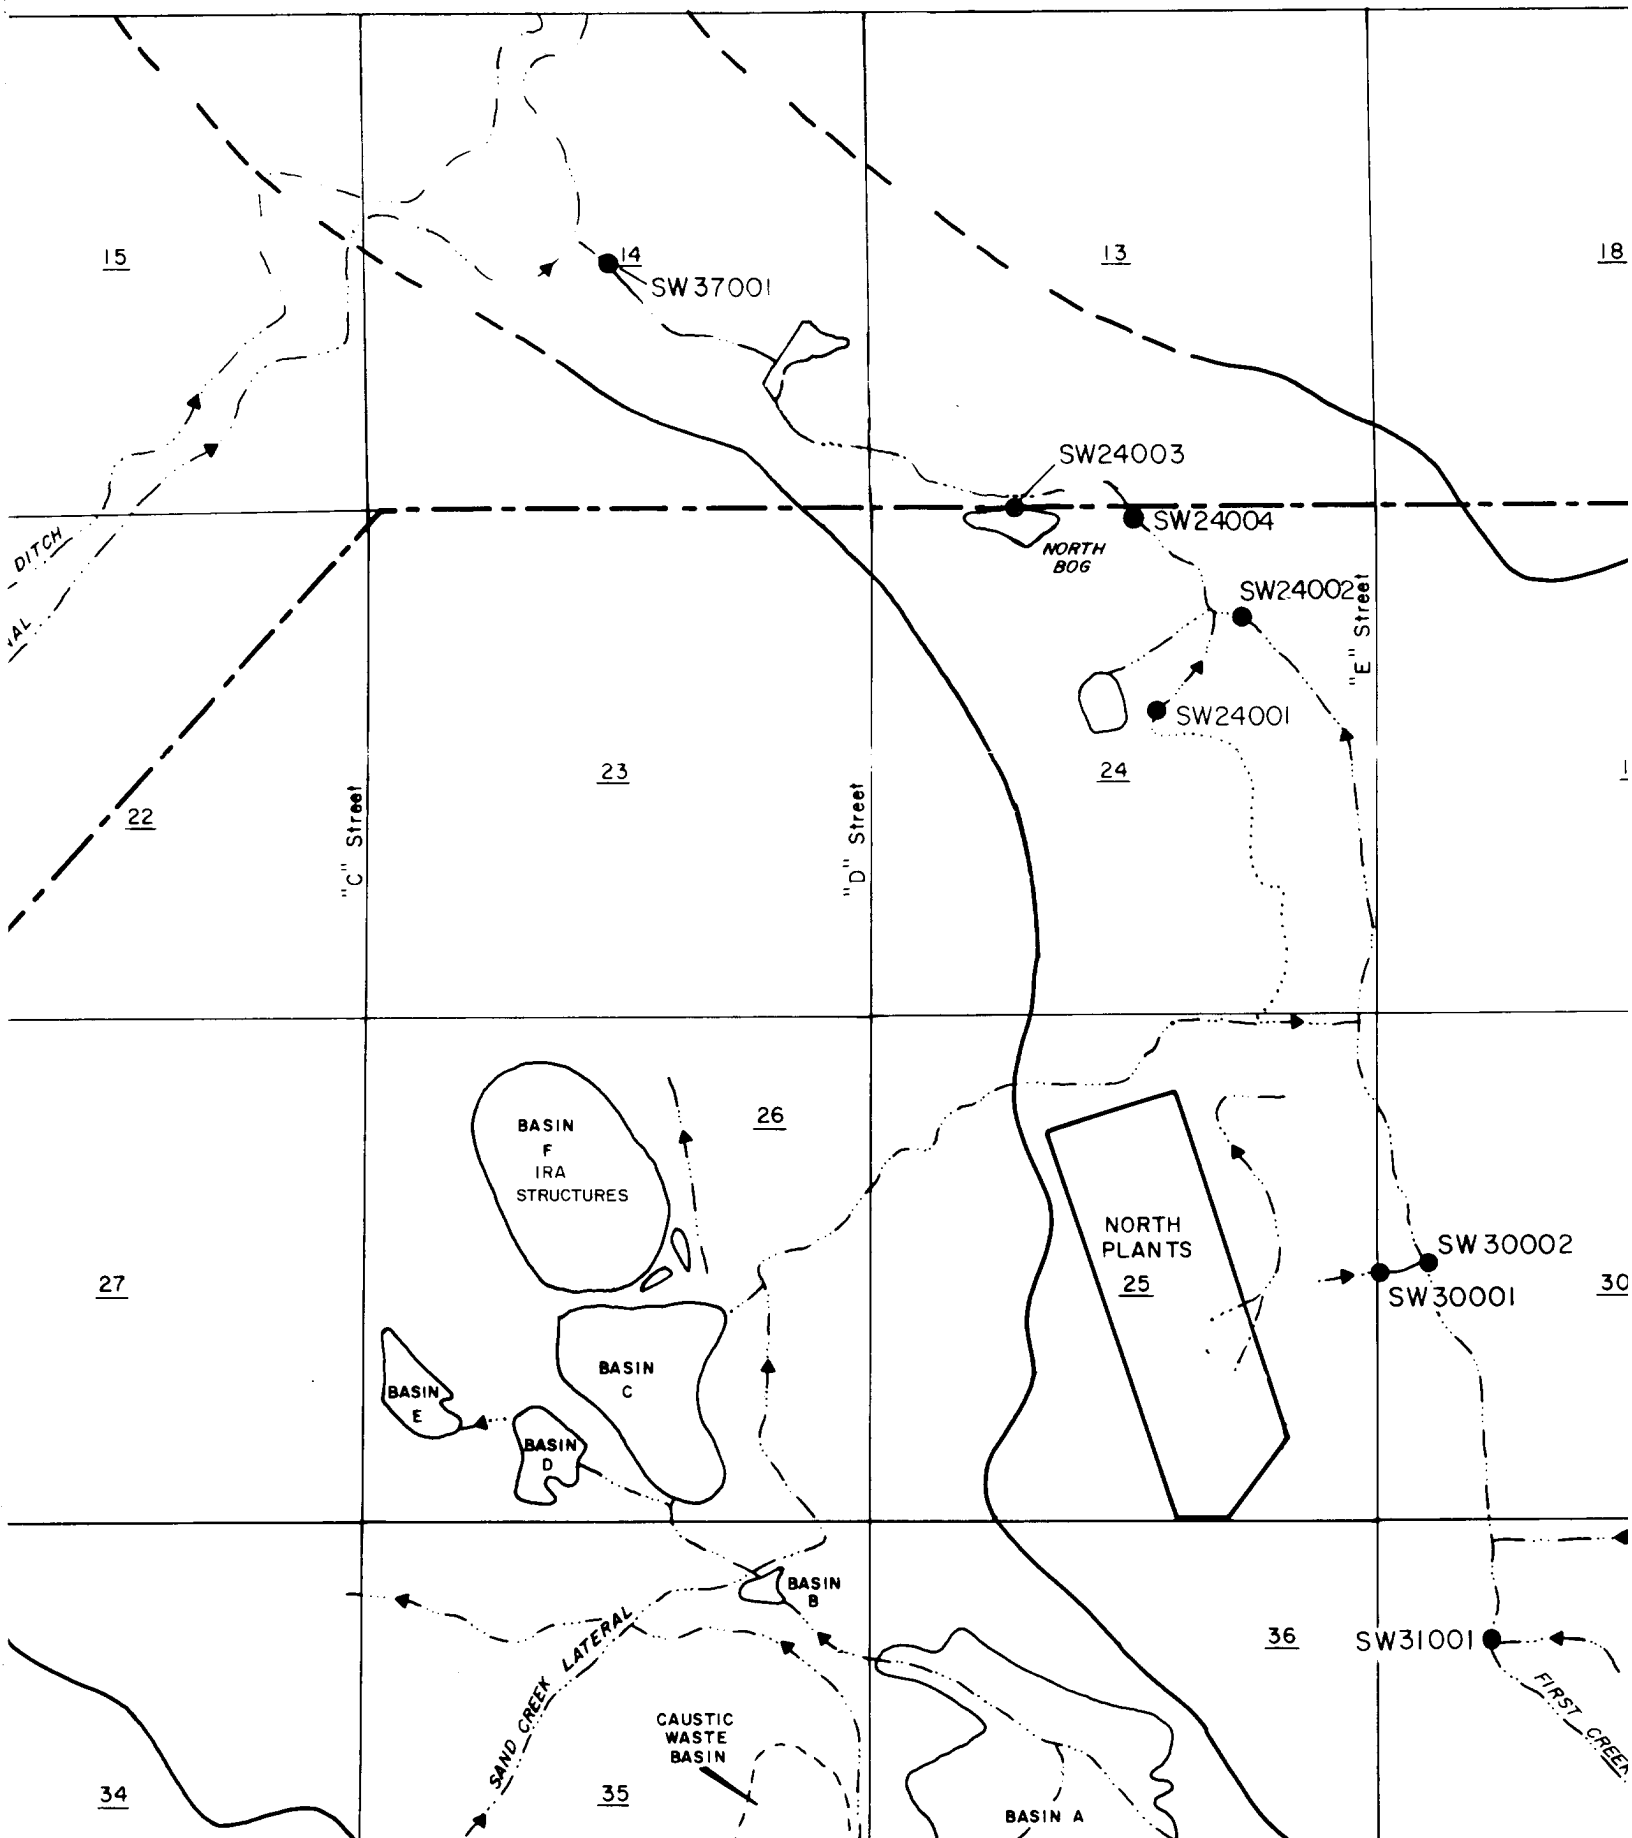 15
14
13
18
SW37001
SW24003
SW24004
DITCH
NORTH
BOG
SW24002
"E" Street
SW24001
22
23
24
"C" Street
"D" Street
BASIN
F
IRA
STRUCTURES
26
27
NORTH
PLANTS
25
SW30002
SW30001
30
BASIN
C
BASIN
E
BASIN
D
BASIN
B
36
SW31001
SAND CREEK LATERAL
FIRST CREEK
CAUSTIC
WASTE
BASIN
34
35
BASIN A